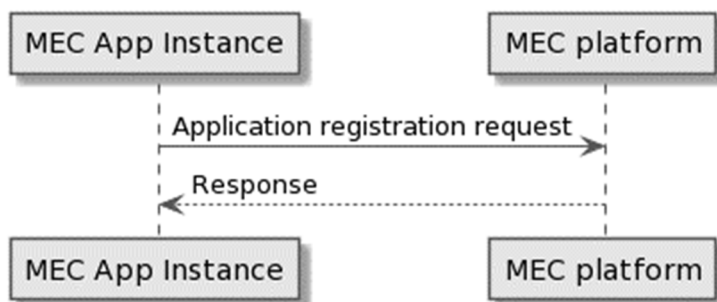 MEC App Instance
MEC platform
Application registration request
Response
MEC App Instance
MEC platform